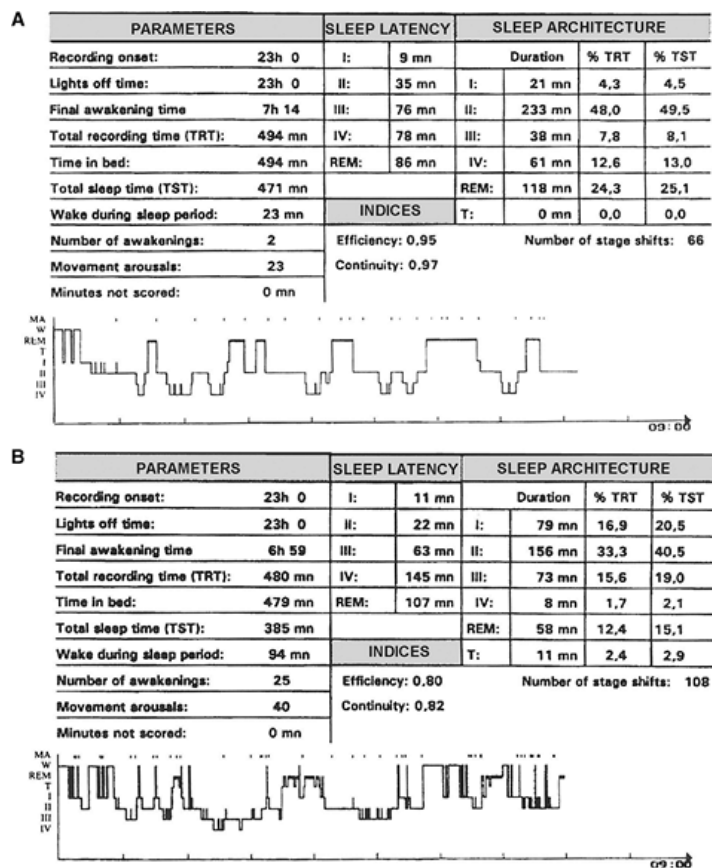 A
PARAMETERS SLEEP LATENCY SLEEP ARCHITECTURE
Recording onset: 23h 0 I: 9 mn Duration % TRT % TST
Lights off time: 23h 0 II: 35 mn I: 21 mn 4,3 4,5
Final awakening time 7h 14 III: 76 mn II: 233 mn 48,0 49,5
Total recording time (TRT): 494 mn IV: 78 mn III: 38 mn 7,8 8,1
Time in bed: 494 mn REM: 86 mn IV: 61 mn 12,6 13,0
Total sleep time (TST): 471 mn REM: 118 mn 24,3 25,1
Wake during sleep period: 23 mn INDICES T: 0 mn 0,0 0,0
Number of awakenings: 2 Efficiency: 0,95 Number of stage shifts: 66
Movement arousals: 23 Continuity: 0,97
Minutes not scored: 0 mn
MA
W
REM
T
I
II
III
IV
09:00
B
PARAMETERS SLEEP LATENCY SLEEP ARCHITECTURE
Recording onset: 23h 0 I: 11 mn Duration % TRT % TST
Lights off time: 23h 0 II: 22 mn I: 79 mn 16,9 20,5
Final awakening time 6h 59 III: 63 mn II: 156 mn 33,3 40,5
Total recording time (TRT): 480 mn IV: 145 mn III: 73 mn 15,6 19,0
Time in bed: 479 mn REM: 107 mn IV: 8 mn 1,7 2,1
Total sleep time (TST): 385 mn REM: 58 mn 12,4 15,1
Wake during sleep period: 94 mn INDICES T: 11 mn 2,4 2,9
Number of awakenings: 25 Efficiency: 0,80 Number of stage shifts: 108
Movement arousals: 40 Continuity: 0,82
Minutes not scored: 0 mn
MA
W
REM
T
I
II
III
IV
09:00